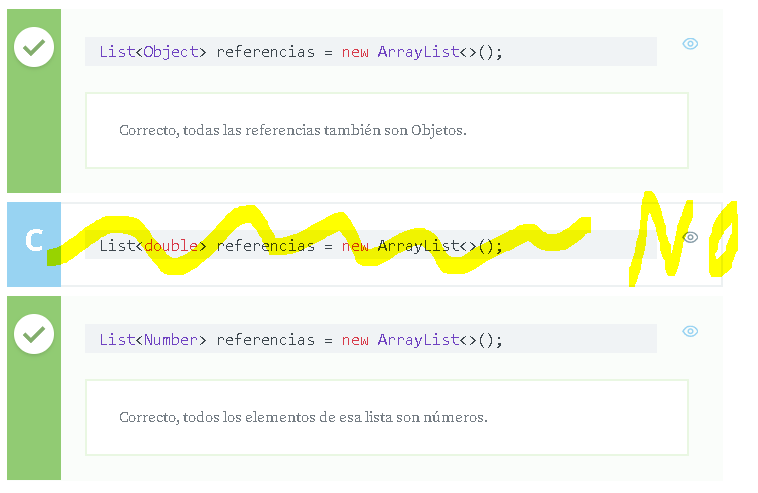 List<Object> referencias = new ArrayList<>();
Correcto, todas las referencias también son Objetos.
C
List<double> referencias = new ArrayList<>();
No
List<Number> referencias = new ArrayList<>();
Correcto, todos los elementos de esa lista son números.